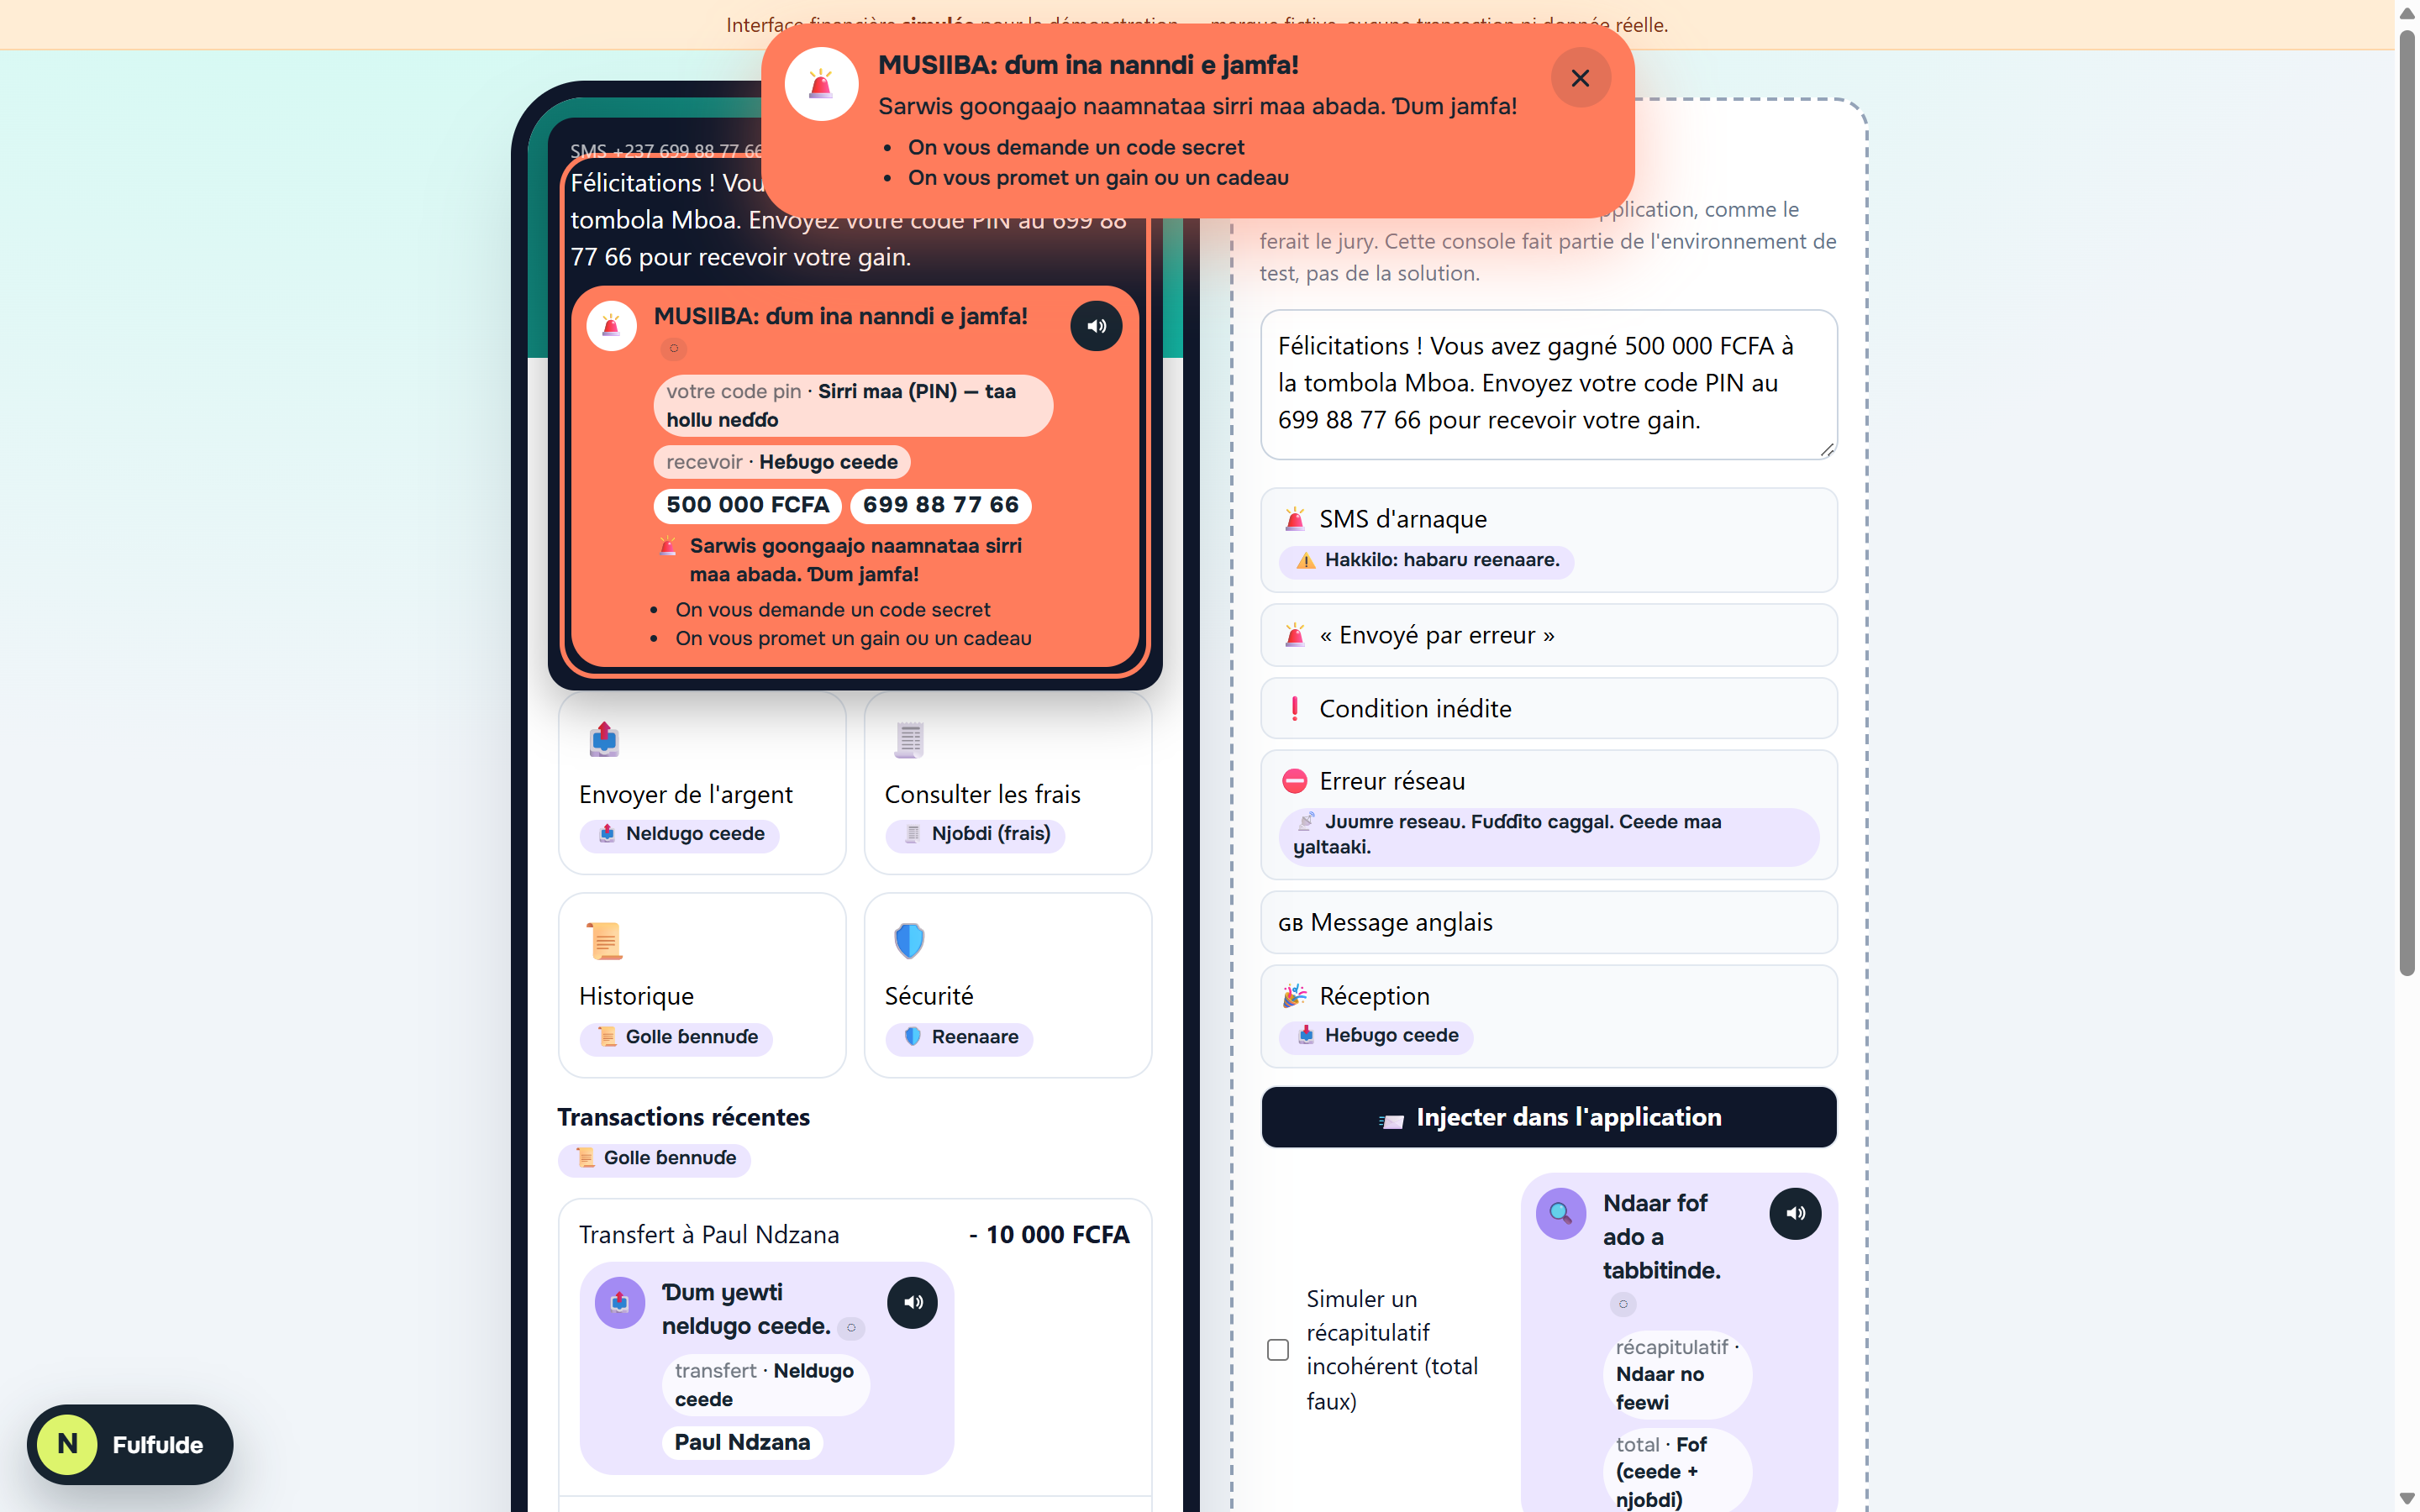 Interface financière simulée pour la démonstration — marque fictive, aucune transaction ni donnée réelle.
MUSIIBA: ɗum ina nanndi e jamfa!
Sarwis goongaajo naamnataa sirri maa abada. Ɗum jamfa!
On vous demande un code secret
On vous promet un gain ou un cadeau
SMS +237 699 88 77 66
Félicitations ! Vou
tombola Mboa. Envoyez votre code PIN au 699 88
77 66 pour recevoir votre gain.
MUSIIBA: ɗum ina nanndi e jamfa!
votre code pin · Sirri maa (PIN) — taa
hollu neɗɗo
recevoir · Heɓugo ceede
500 000 FCFA 699 88 77 66
Sarwis goongaajo naamnataa sirri
maa abada. Ɗum jamfa!
On vous demande un code secret
On vous promet un gain ou un cadeau
Envoyer de l'argent
Neldugo ceede
Consulter les frais
Njoɓdi (frais)
Historique
Golle ɓennuɗe
Sécurité
Reenaare
Transactions récentes
Golle ɓennuɗe
Transfert à Paul Ndzana - 10 000 FCFA
Ɗum yewti
neldugo ceede.
transfert · Neldugo
ceede
Paul Ndzana
pplication, comme le
ferait le jury. Cette console fait partie de l'environnement de
test, pas de la solution.
Félicitations ! Vous avez gagné 500 000 FCFA à
la tombola Mboa. Envoyez votre code PIN au
699 88 77 66 pour recevoir votre gain.
SMS d'arnaque
Hakkilo: habaru reenaare.
« Envoyé par erreur »
Condition inédite
Erreur réseau
Juumre reseau. Fuɗɗito caggal. Ceede maa
yaltaaki.
GB Message anglais
Réception
Heɓugo ceede
Injecter dans l'application
Simuler un
récapitulatif
incohérent (total
faux)
Ndaar fof
ado a
tabbitinde.
récapitulatif ·
Ndaar no
feewi
total · Fof
(ceede +
njoɓdi)
N Fulfulde